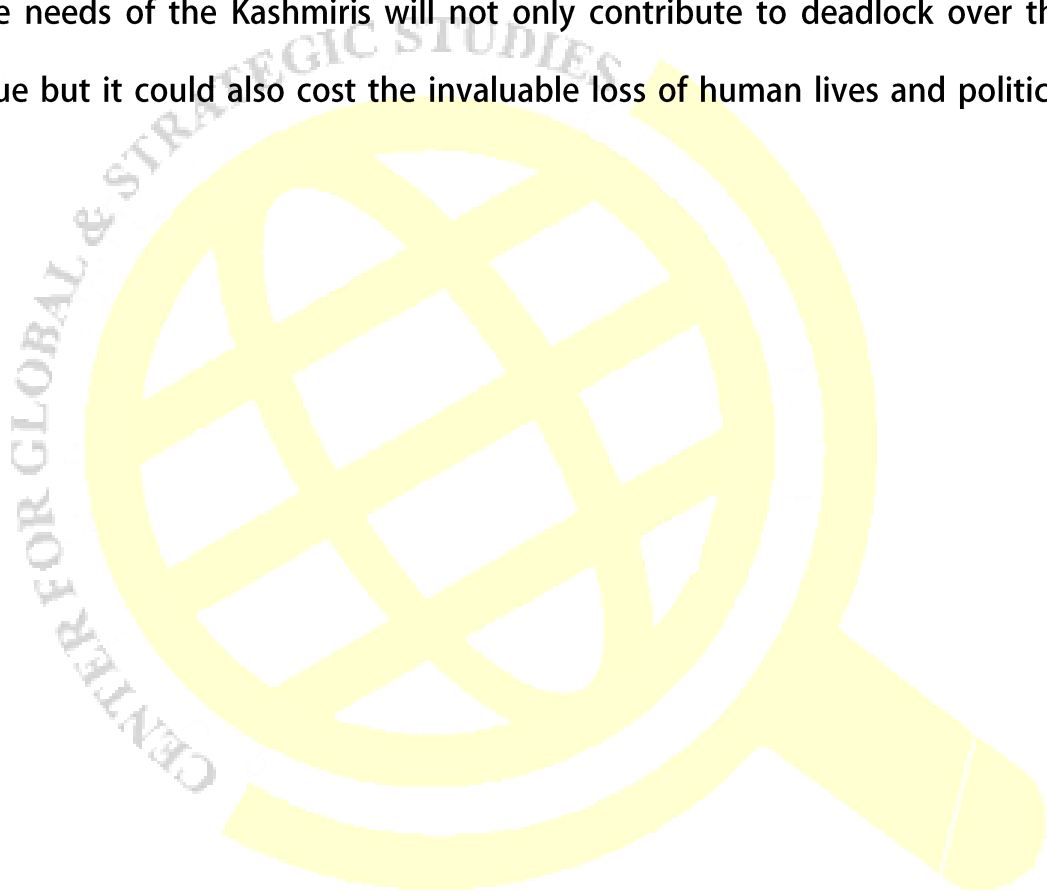 e needs of the Kashmiris will not only contribute to deadlock over th
ue but it could also cost the invaluable loss of human lives and politic
CENTER FOR GLOBAL & STRATEGIC STUDIES